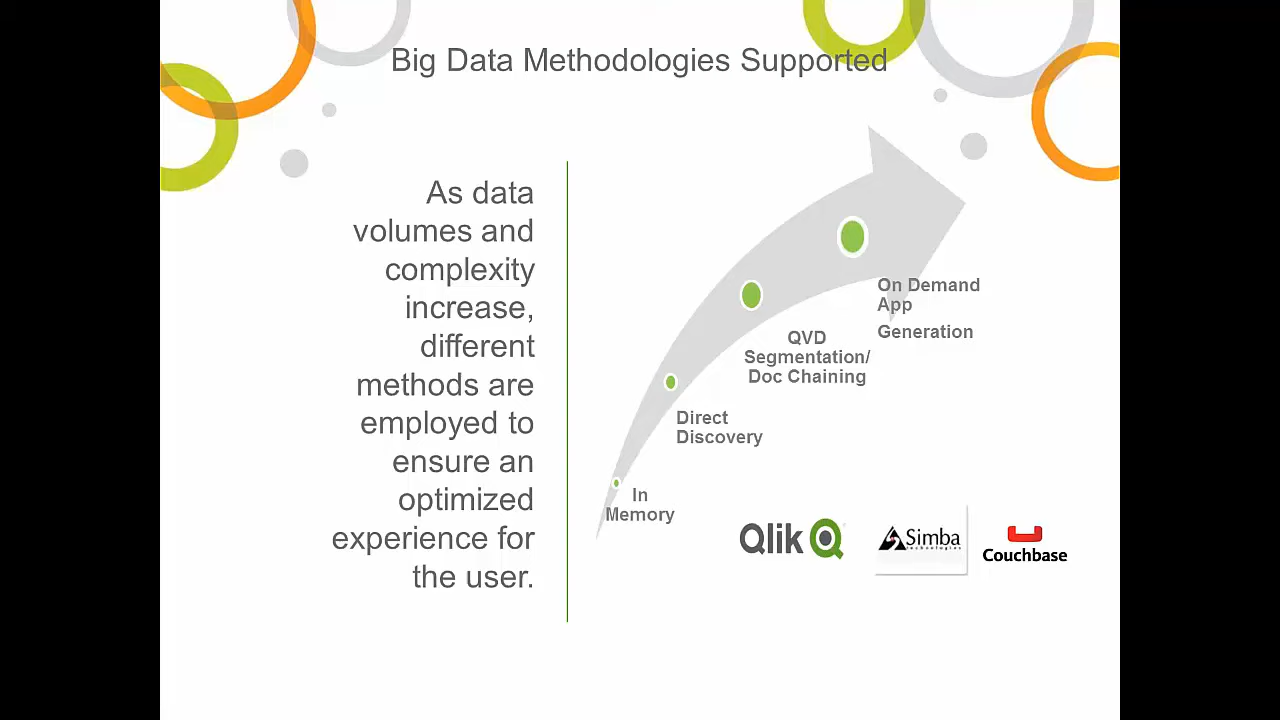 Big Data Methodologies Supported
As data
volumes and
complexity
increase,
different
methods are
employed to
ensure an
optimized
experience for
the user.
On Demand
App
Generation
QVD
Segmentation/
Doc Chaining
Direct
Discovery
In
Memory
Qlik
Simba
technologies
Couchbase